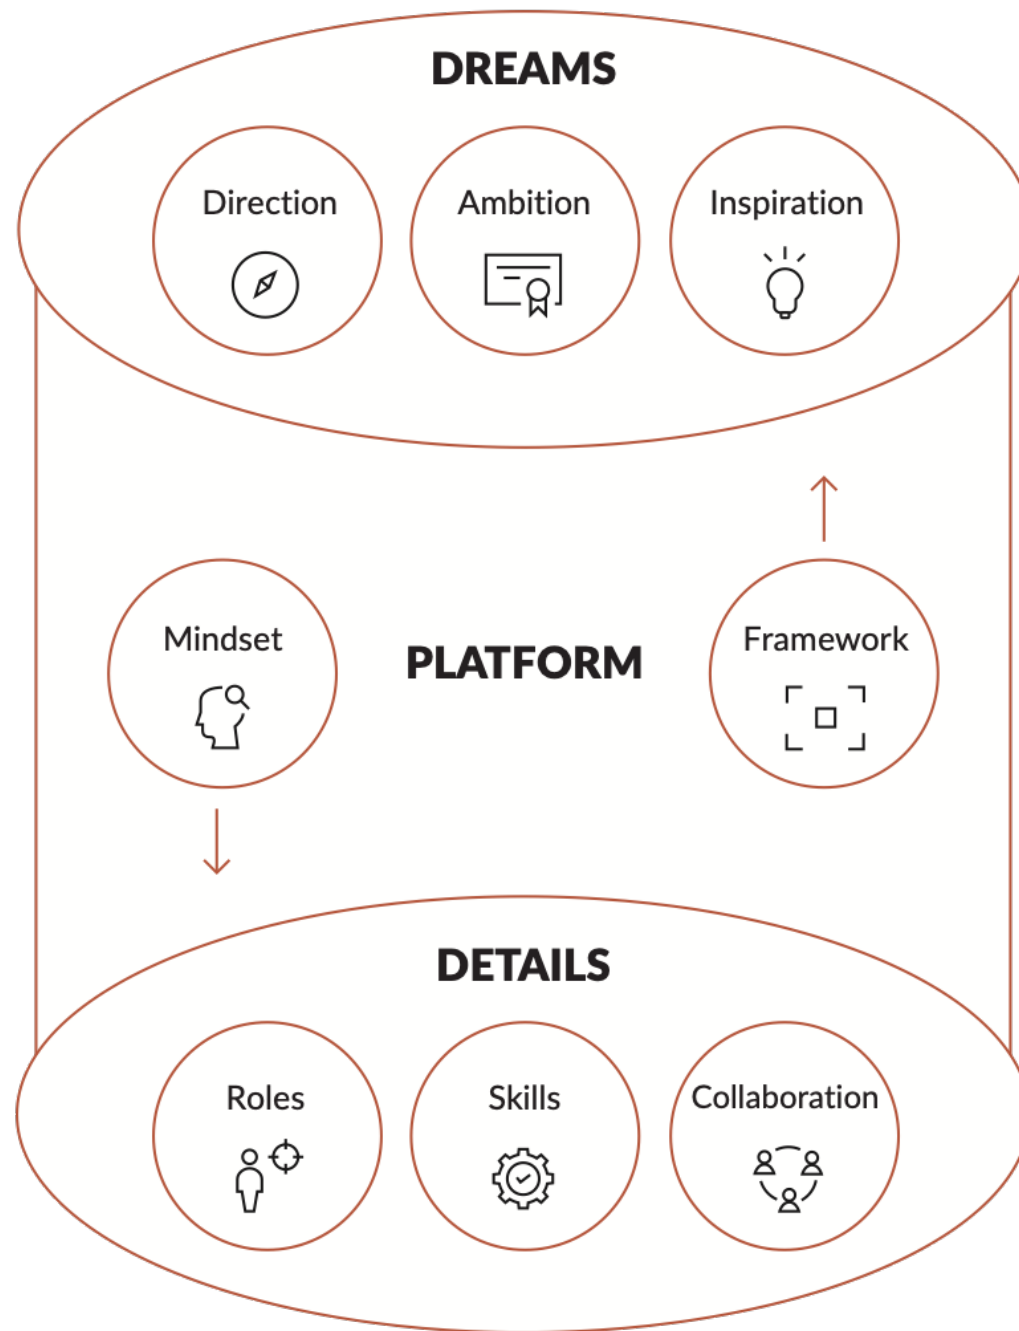 DREAMS
Direction
Ambition
Inspiration
Mindset
PLATFORM
Framework
DETAILS
Roles
Skills
Collaboration